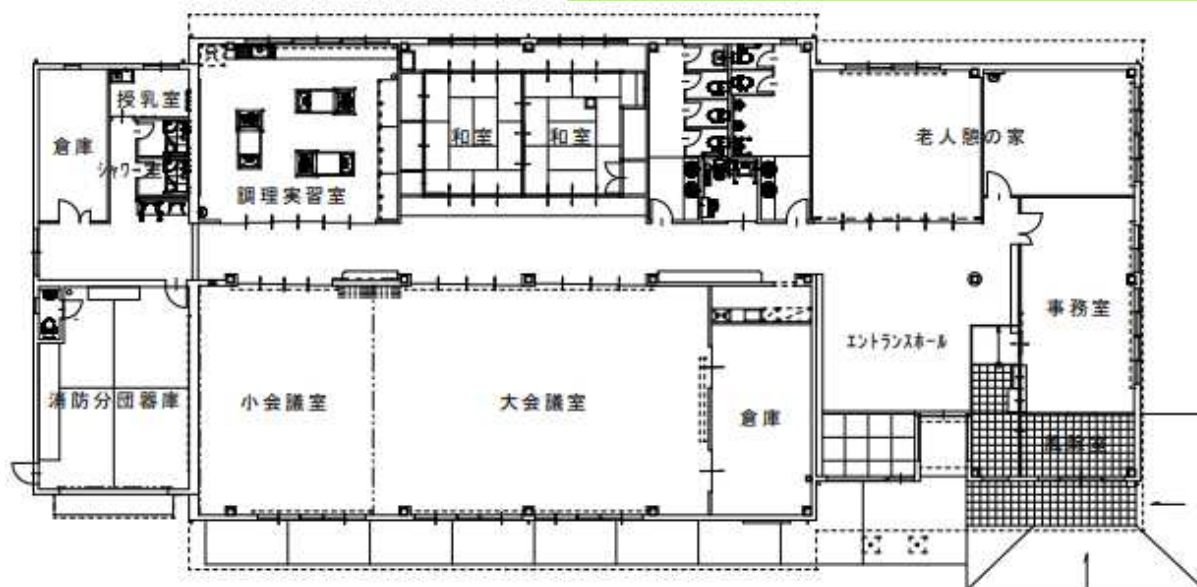 授乳室
倉庫
シャワー室
調理実習室
和室
和室
老人憩の家
事務室
エントランスホール
消防分団器庫
小会議室
大会議室
倉庫